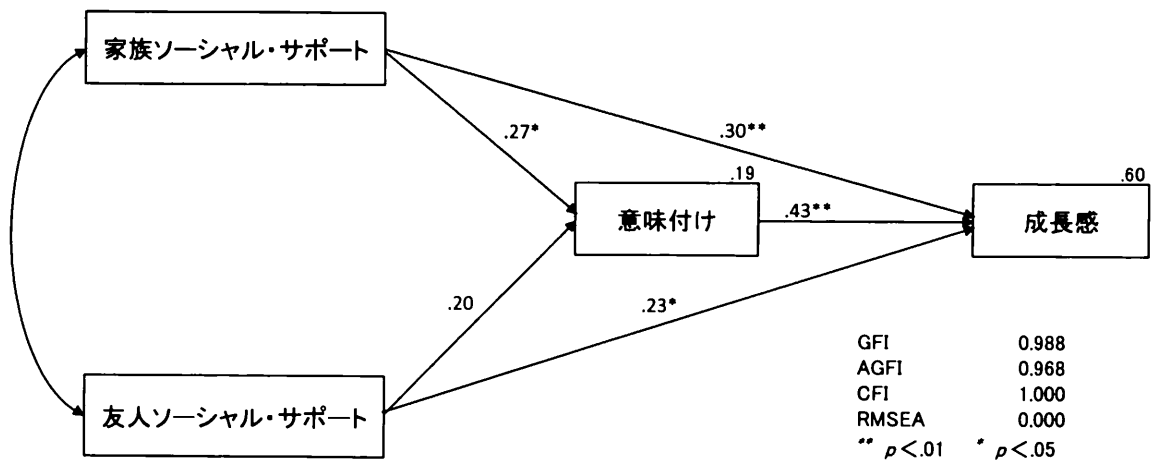 家族ソーシャル・サポート
.27*
.30**
.19
.60
意味付け
.43**
成長感
.20
.23*
友人ソーシャル・サポート
GFI 0.988
AGFI 0.968
CFI 1.000
RMSEA 0.000
** p<.01 * p<.05